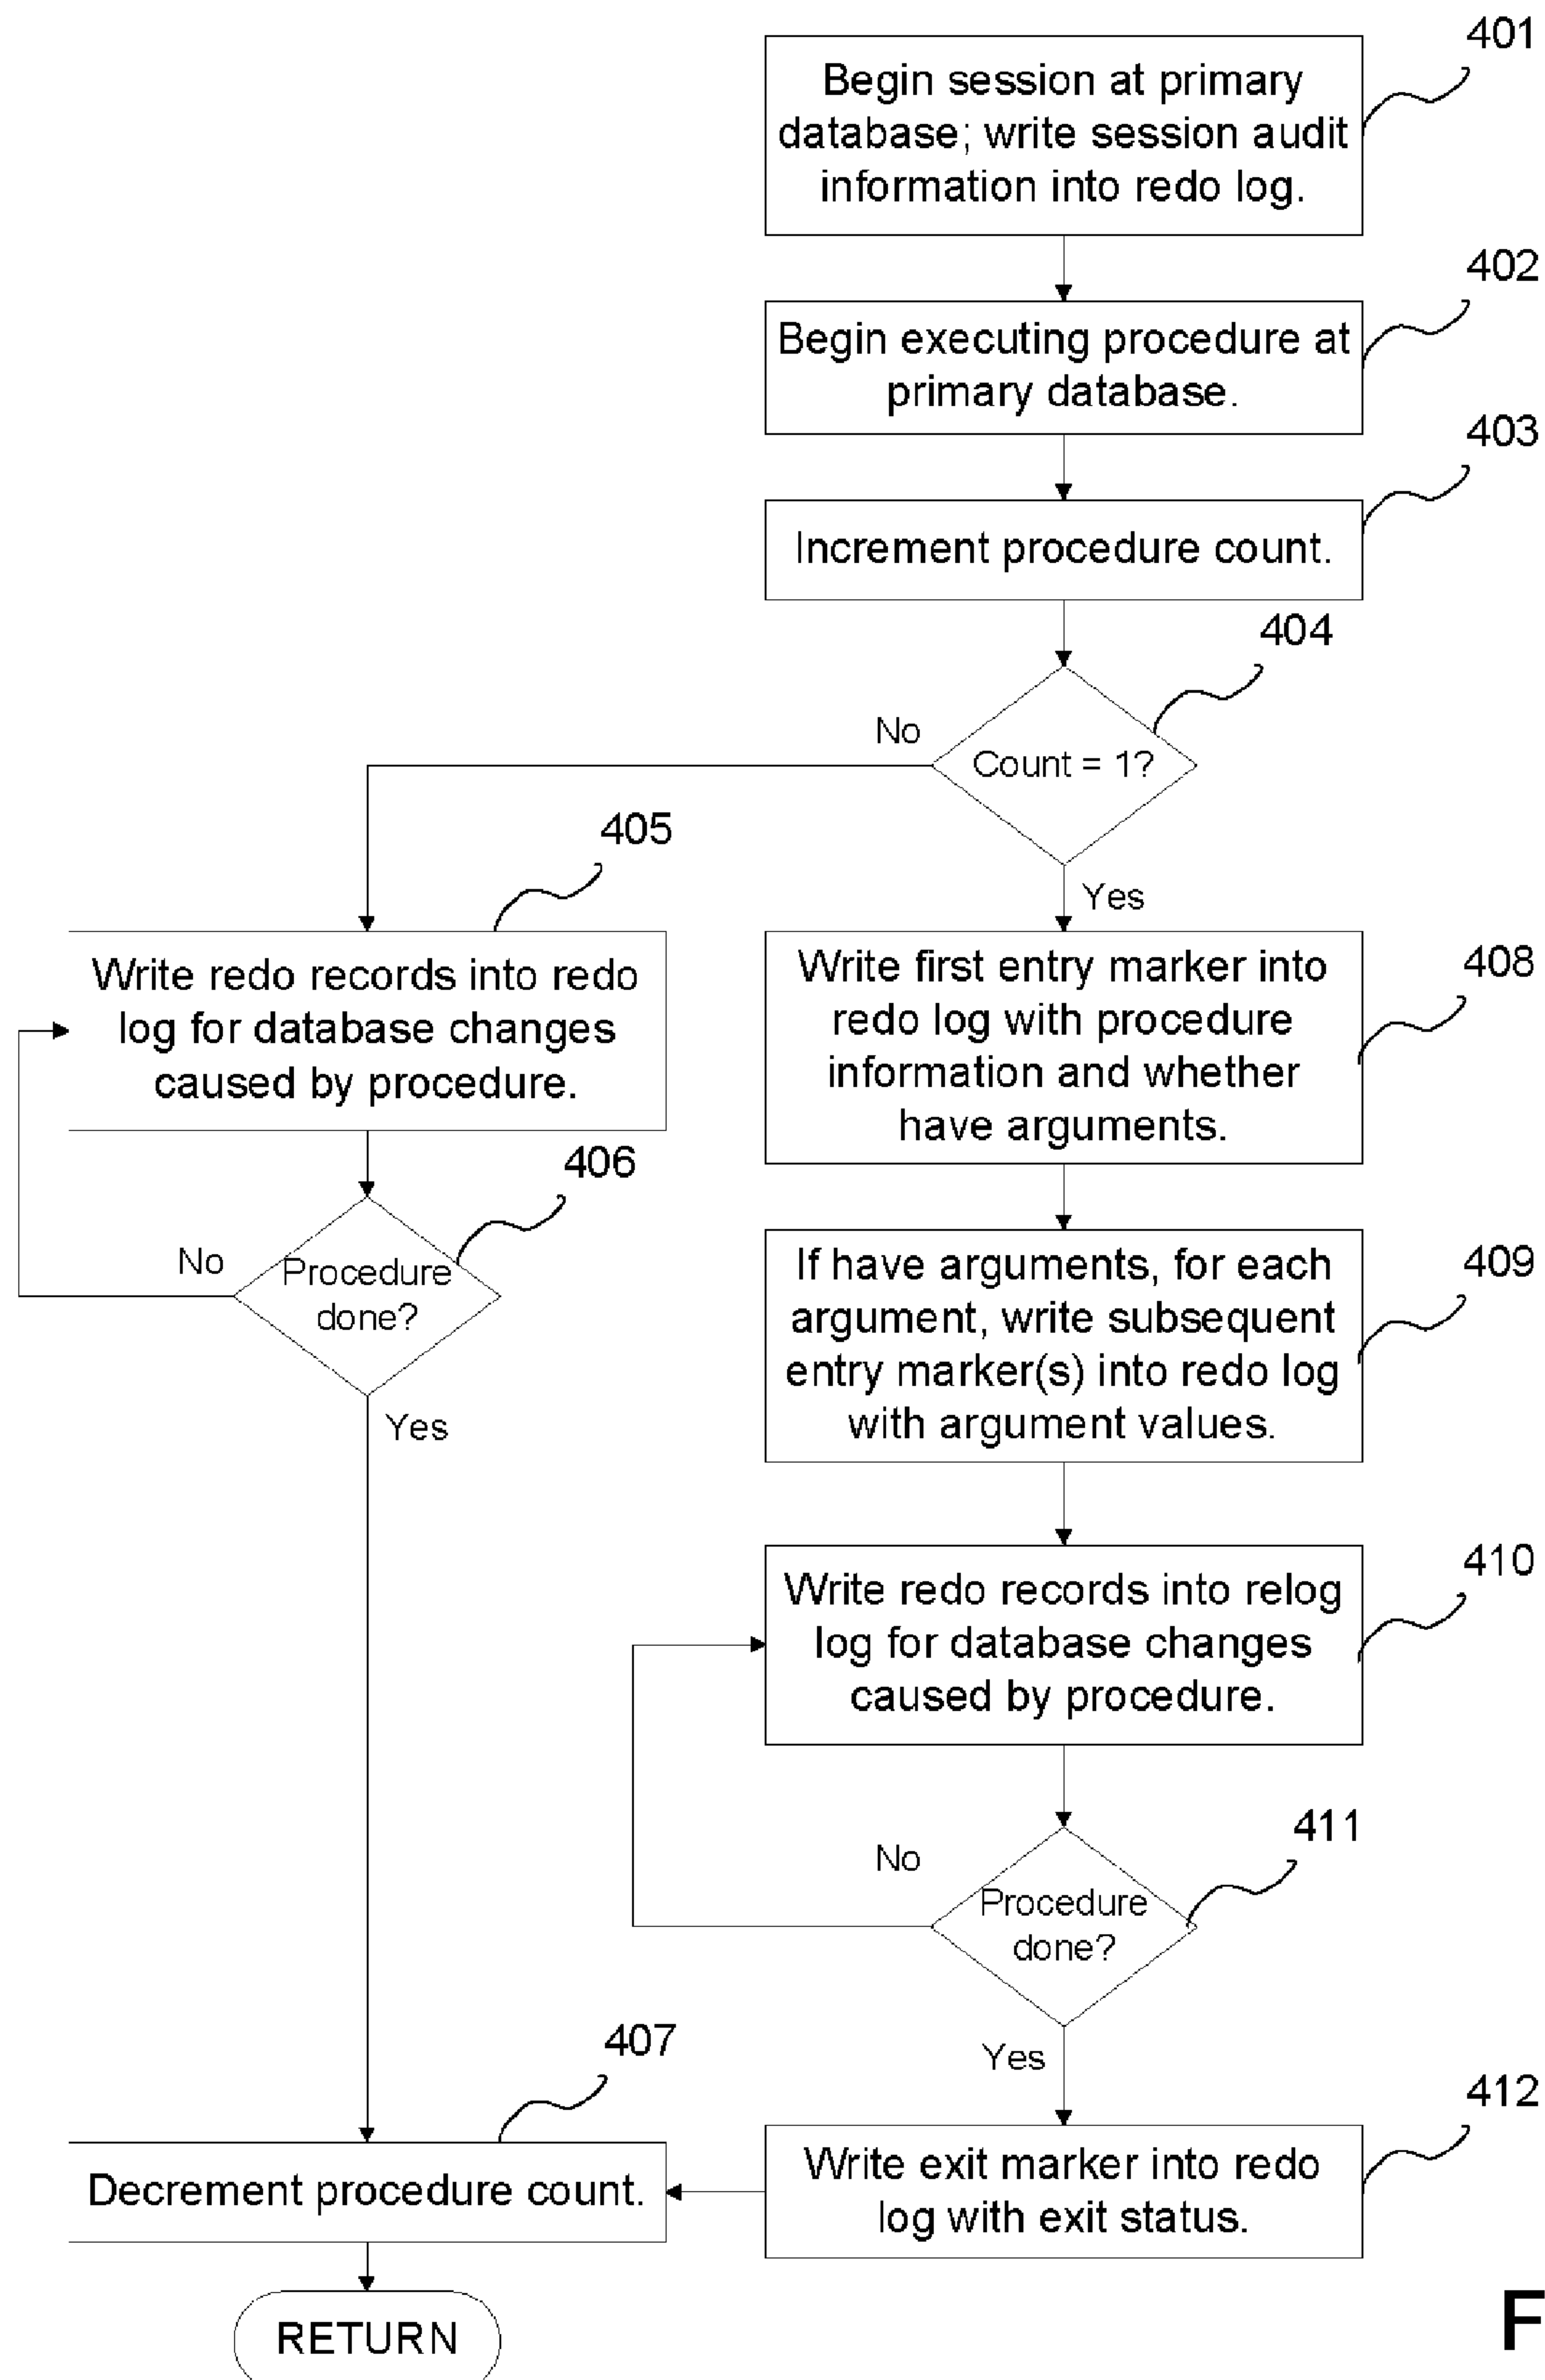 401
Begin session at primary
database; write session audit
information into redo log.
402
Begin executing procedure at
primary database.
403
Increment procedure count.
404
Count = 1?
No
Yes
405
Write redo records into redo
log for database changes
caused by procedure.
406
Procedure
done?
No
Yes
408
Write first entry marker into
redo log with procedure
information and whether
have arguments.
409
If have arguments, for each
argument, write subsequent
entry marker(s) into redo log
with argument values.
410
Write redo records into relog
log for database changes
caused by procedure.
411
Procedure
done?
No
Yes
412
Write exit marker into redo
log with exit status.
407
Decrement procedure count.
RETURN
F